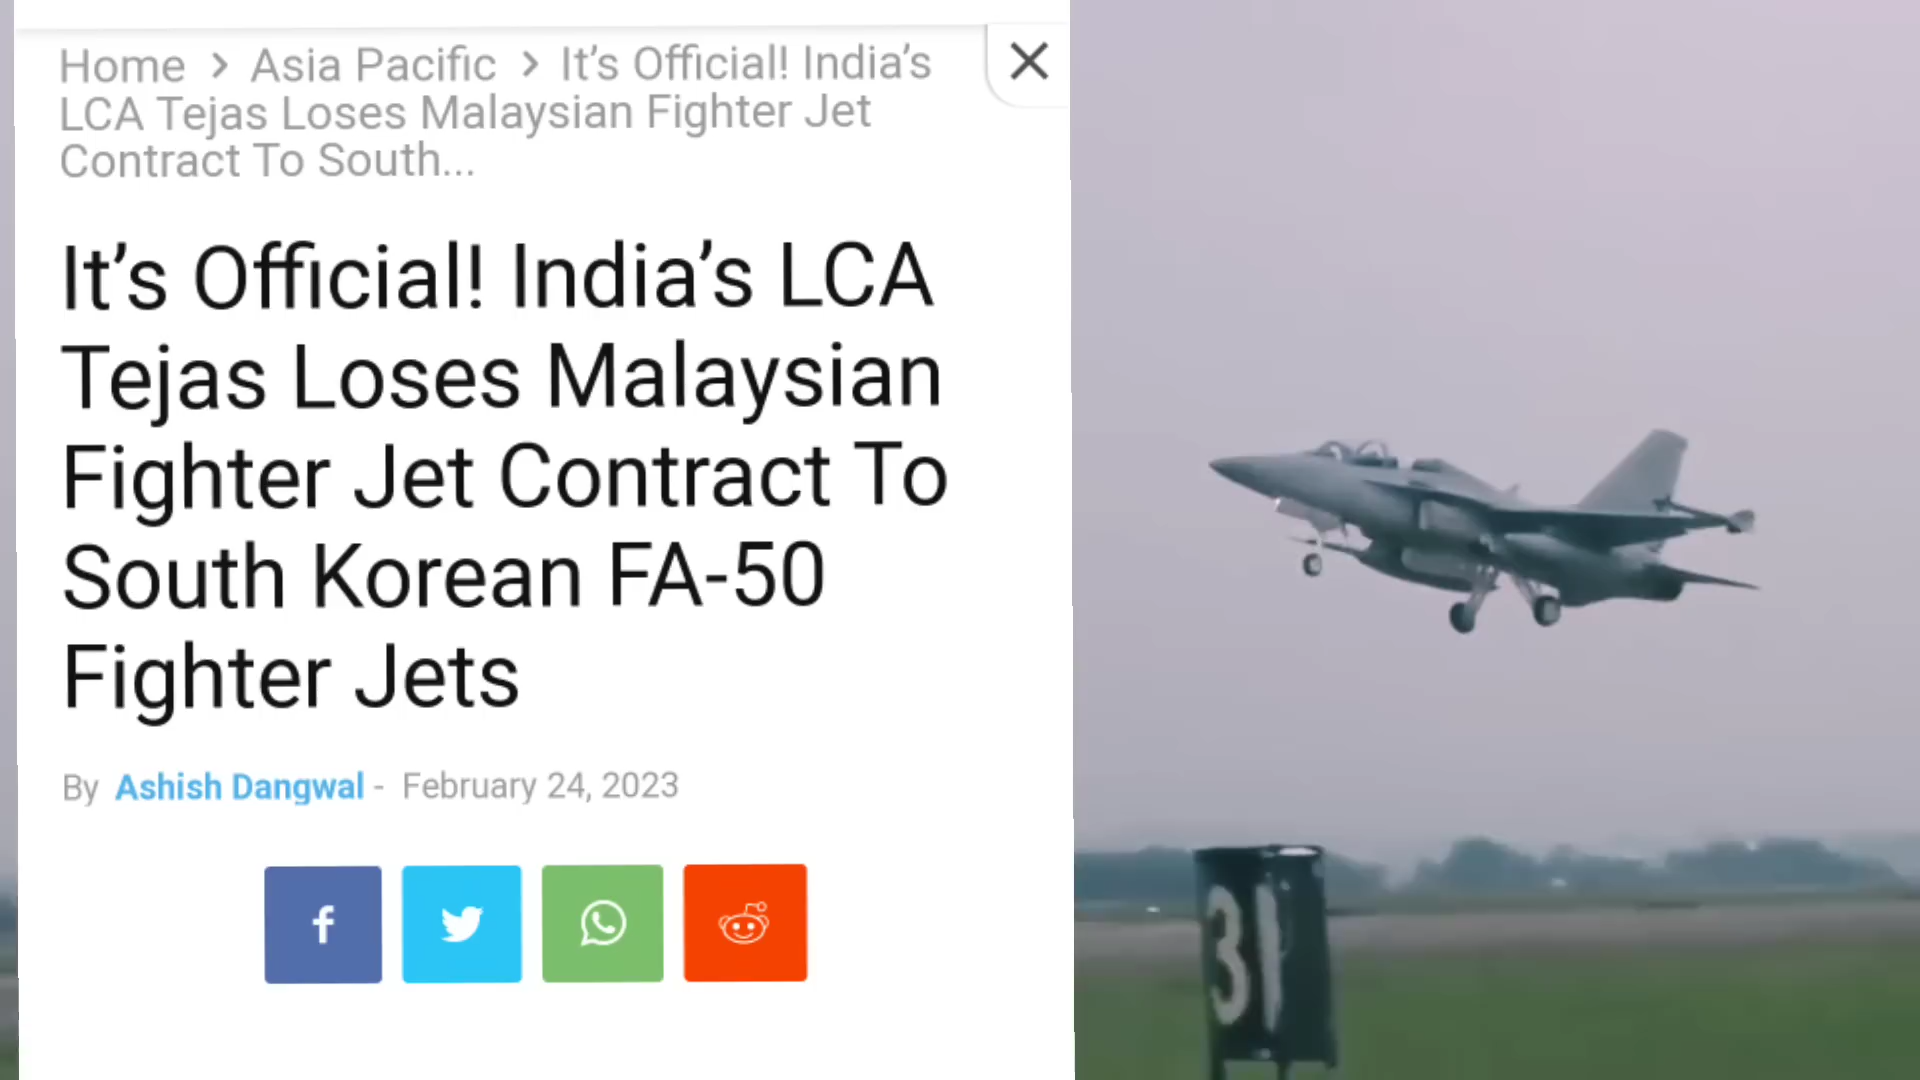 Home > Asia Pacific > It’s Official! India’s
LCA Tejas Loses Malaysian Fighter Jet
Contract To South...
It’s Official! India’s LCA
Tejas Loses Malaysian
Fighter Jet Contract To
South Korean FA-50
Fighter Jets
By Ashish Dangwal - February 24, 2023
31